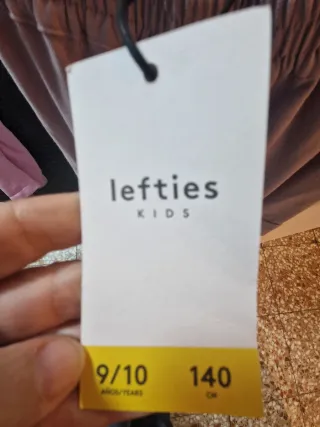 lefties
KIDS
9/10 140
AÑOS/YEARS CM